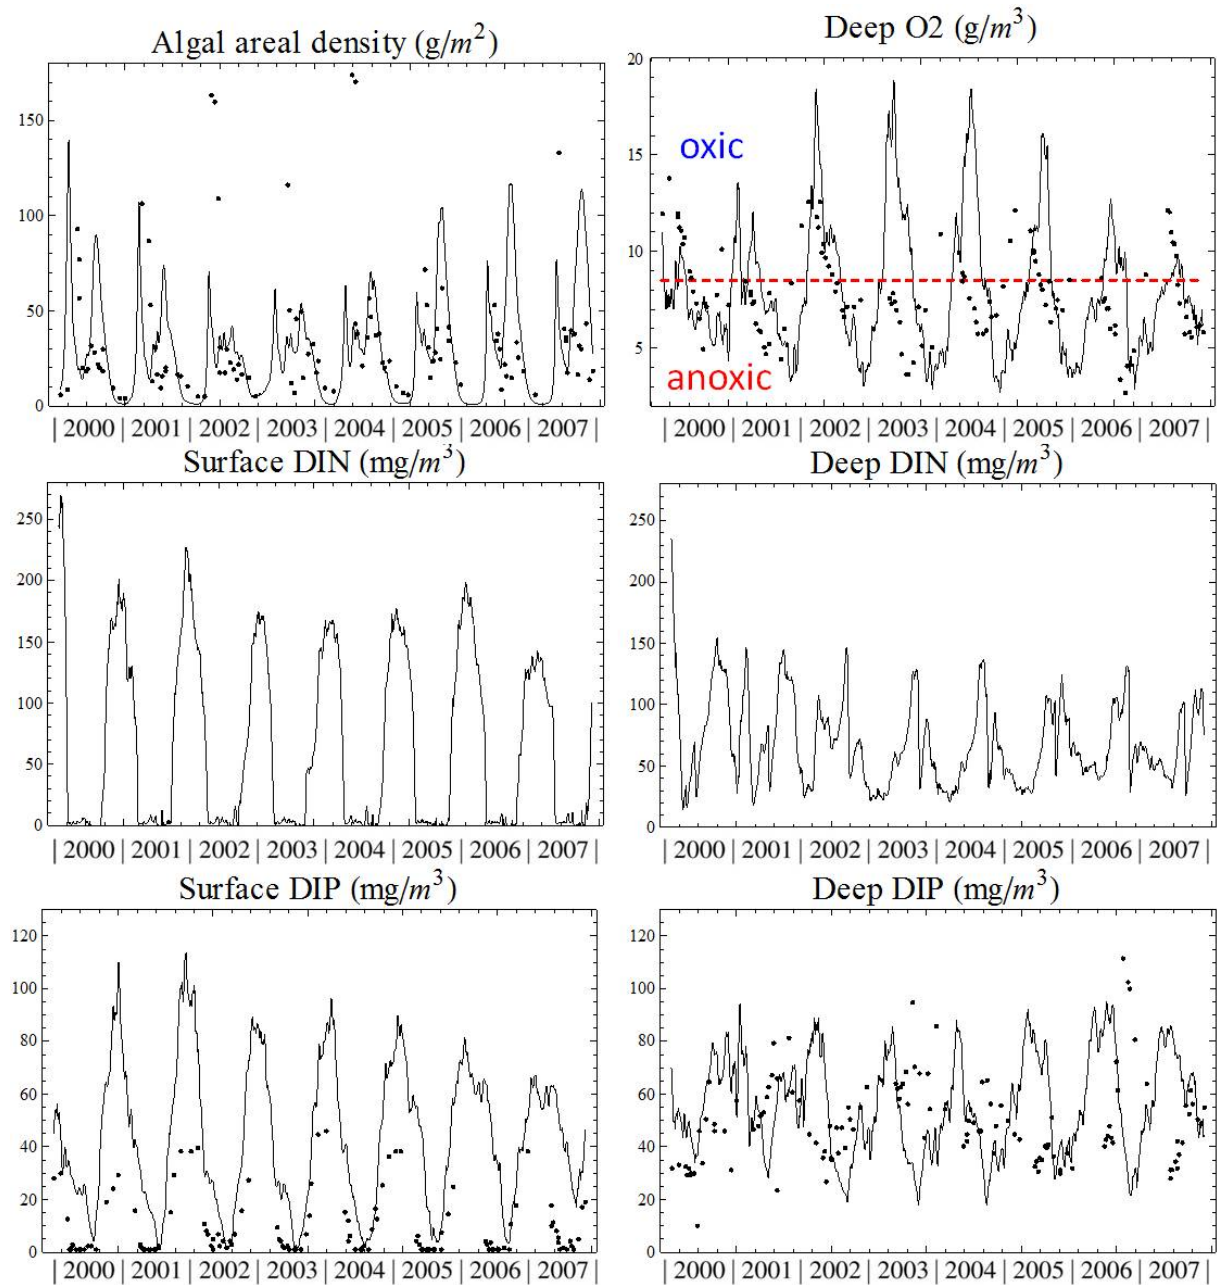 Algal areal density (g/m²)
150
100
50
0
| 2000 | 2001 | 2002 | 2003 | 2004 | 2005 | 2006 | 2007 |
Deep O2 (g/m³)
20
15
10
5
oxic
anoxic
| 2000 | 2001 | 2002 | 2003 | 2004 | 2005 | 2006 | 2007 |
Surface DIN (mg/m³)
250
200
150
100
50
0
| 2000 | 2001 | 2002 | 2003 | 2004 | 2005 | 2006 | 2007 |
Deep DIN (mg/m³)
250
200
150
100
50
0
| 2000 | 2001 | 2002 | 2003 | 2004 | 2005 | 2006 | 2007 |
Surface DIP (mg/m³)
120
100
80
60
40
20
0
| 2000 | 2001 | 2002 | 2003 | 2004 | 2005 | 2006 | 2007 |
Deep DIP (mg/m³)
120
100
80
60
40
20
0
| 2000 | 2001 | 2002 | 2003 | 2004 | 2005 | 2006 | 2007 |